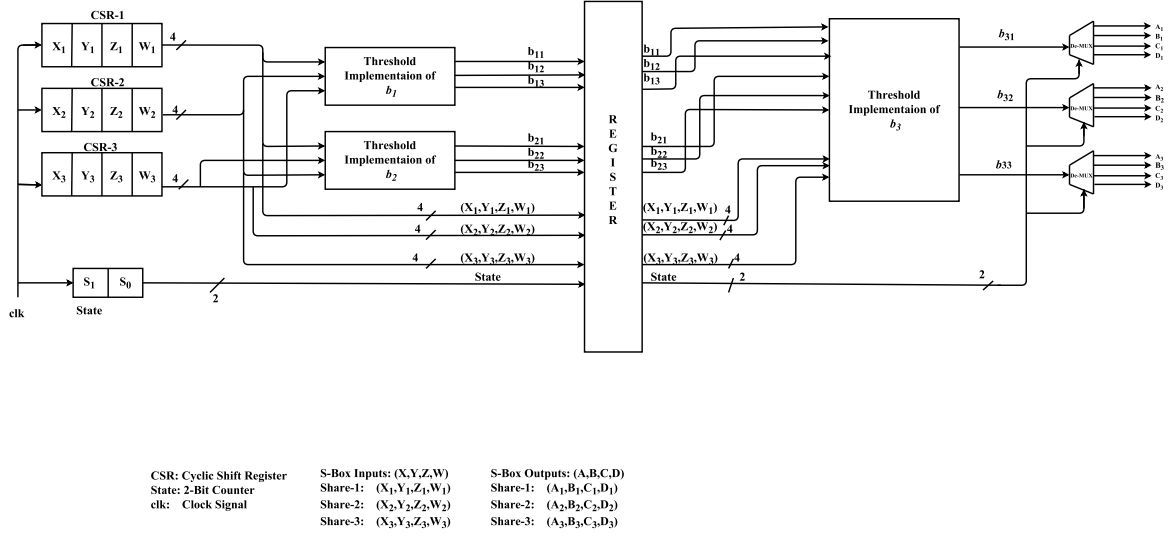 CSR-1
X1 Y1 Z1 W1
4
CSR-2
X2 Y2 Z2 W2
4
CSR-3
X3 Y3 Z3 W3
4
S1 S0
State
clk
2
Threshold
Implementaion of
b1
b11
b12
b13
Threshold
Implementaion of
b2
b21
b22
b23
4 (X1,Y1,Z1,W1)
4 (X2,Y2,Z2,W2)
4 (X3,Y3,Z3,W3)
State
R
E
G
I
S
T
E
R
b11
b12
b13
b21
b22
b23
(X1,Y1,Z1,W1)
4
(X2,Y2,Z2,W2)
4
(X3,Y3,Z3,W3)
4
State
2
2
Threshold
Implementaion of
b3
b31
b32
b33
De-MUX
A1
B1
C1
D1
De-MUX
A2
B2
C2
D2
De-MUX
A3
B3
C3
D3
CSR: Cyclic Shift Register
State: 2-Bit Counter
clk: Clock Signal
S-Box Inputs: (X,Y,Z,W)
Share-1: (X1,Y1,Z1,W1)
Share-2: (X2,Y2,Z2,W2)
Share-3: (X3,Y3,Z3,W3)
S-Box Outputs: (A,B,C,D)
Share-1: (A1,B1,C1,D1)
Share-2: (A2,B2,C2,D2)
Share-3: (A3,B3,C3,D3)